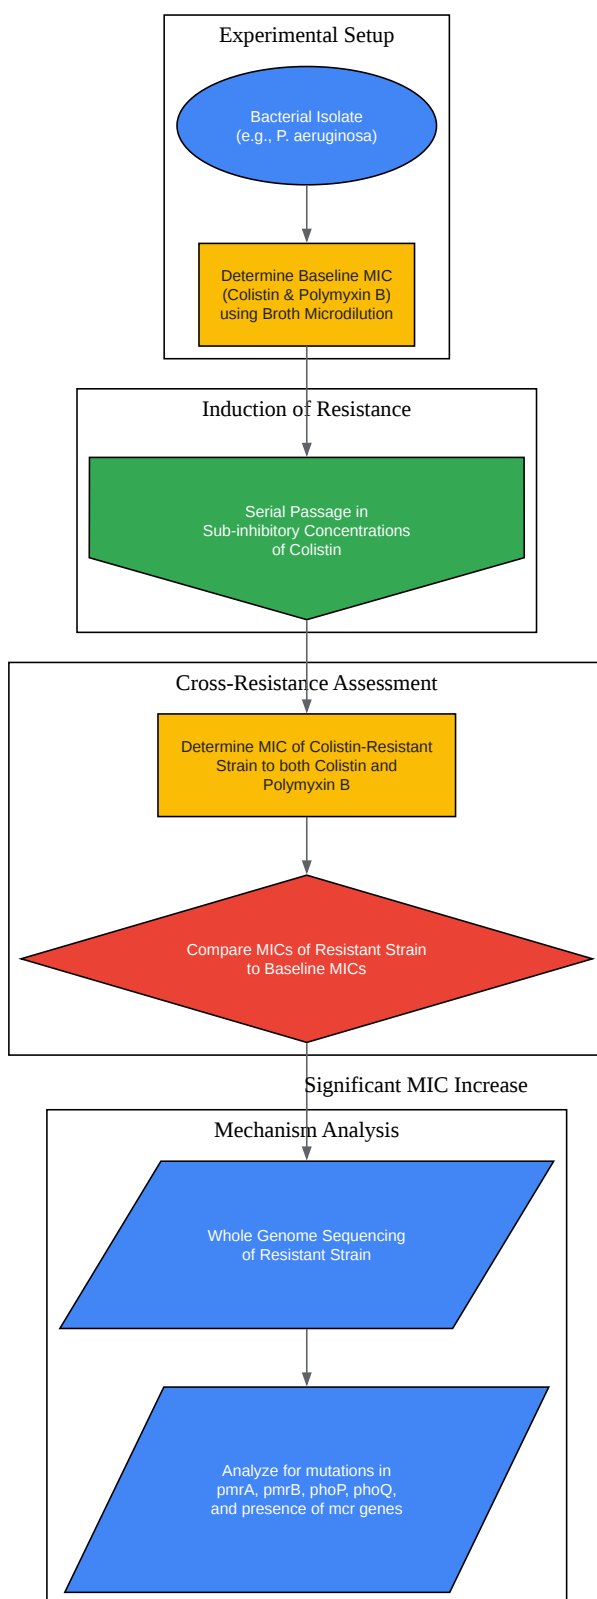 Experimental Setup
Bacterial Isolate
(e.g., P. aeruginosa)
Determine Baseline MIC
(Colistin & Polymyxin B)
using Broth Microdilution
Induction of Resistance
Serial Passage in
Sub-inhibitory Concentrations
of Colistin
Cross-Resistance Assessment
Determine MIC of Colistin-Resistant
Strain to both Colistin and
Polymyxin B
Compare MICs of Resistant Strain
to Baseline MICs
Significant MIC Increase
Mechanism Analysis
Whole Genome Sequencing
of Resistant Strain
Analyze for mutations in
pmrA, pmrB, phoP, phoQ,
and presence of mcr genes